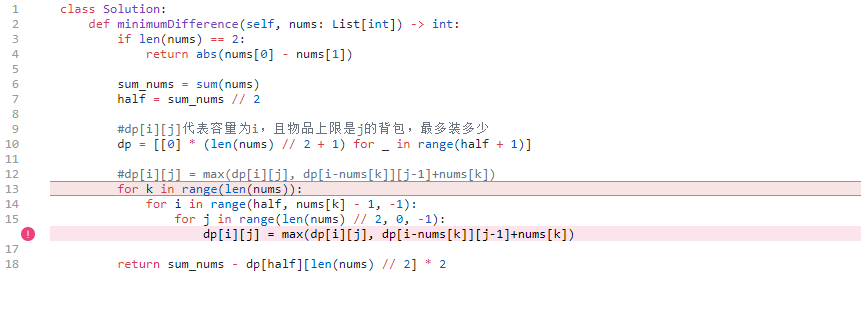 1 class Solution:
2 def minimumDifference(self, nums: List[int]) -> int:
3 if len(nums) == 2:
4 return abs(nums[0] - nums[1])
5
6 sum_nums = sum(nums)
7 half = sum_nums // 2
8
9 #dp[i][j]代表容量为i，且物品上限是j的背包，最多装多少
10 dp = [[0] * (len(nums) // 2 + 1) for _ in range(half + 1)]
11
12 #dp[i][j] = max(dp[i][j], dp[i-nums[k]][j-1]+nums[k])
13 for k in range(len(nums)):
14 for i in range(half, nums[k] - 1, -1):
15 for j in range(len(nums) // 2, 0, -1):
! dp[i][j] = max(dp[i][j], dp[i-nums[k]][j-1]+nums[k])
17
18 return sum_nums - dp[half][len(nums) // 2] * 2